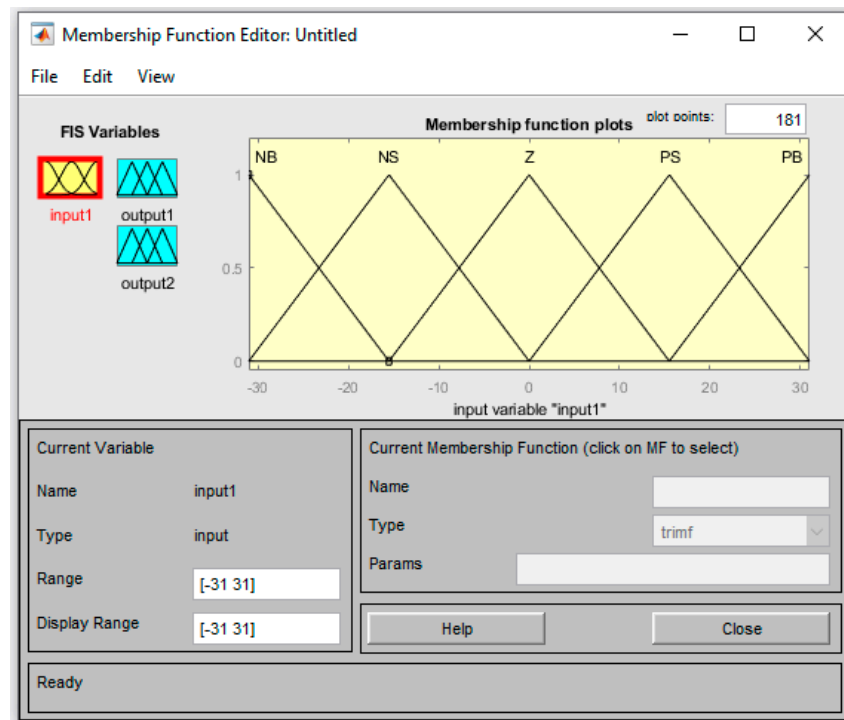 Membership Function Editor: Untitled
File Edit View
FIS Variables
Membership function plots
plot points:
181
input1
output1
output2
NB NS Z PS PB
1
0.5
0
-30 -20 -10 0 10 20 30
input variable "input1"
Current Variable
Name input1
Type input
Range [-31 31]
Display Range [-31 31]
Current Membership Function (click on MF to select)
Name
Type trimf
Params
Help Close
Ready